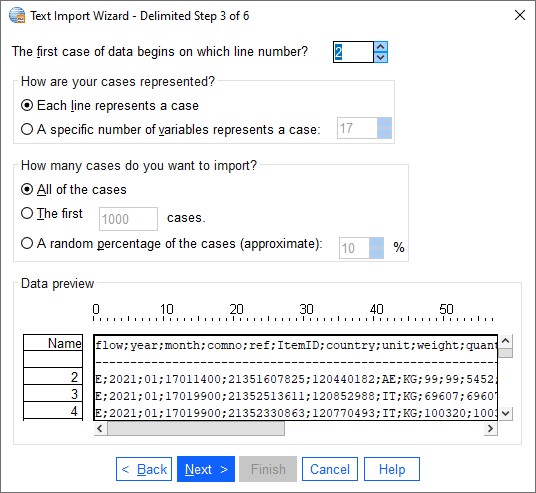 Text Import Wizard - Delimited Step 3 of 6
The first case of data begins on which line number? 2
How are your cases represented?
Each line represents a case
A specific number of variables represents a case: 17
How many cases do you want to import?
All of the cases
The first 1000 cases.
A random percentage of the cases (approximate): 10 %
Data preview
0 10 20 30 40 50
Name flow;year;month;comno;ref;ItemID;country;unit;weight;quant
2 E;2021;01;17011400;21351607825;120440182;AE;KG;99;99;5452;
3 E;2021;01;17019900;21352513611;120852988;IT;KG;69607;69607
4 E;2021;01;17019900;21352330863;120770493;IT;KG;100320;1003
< Back Next > Finish Cancel Help